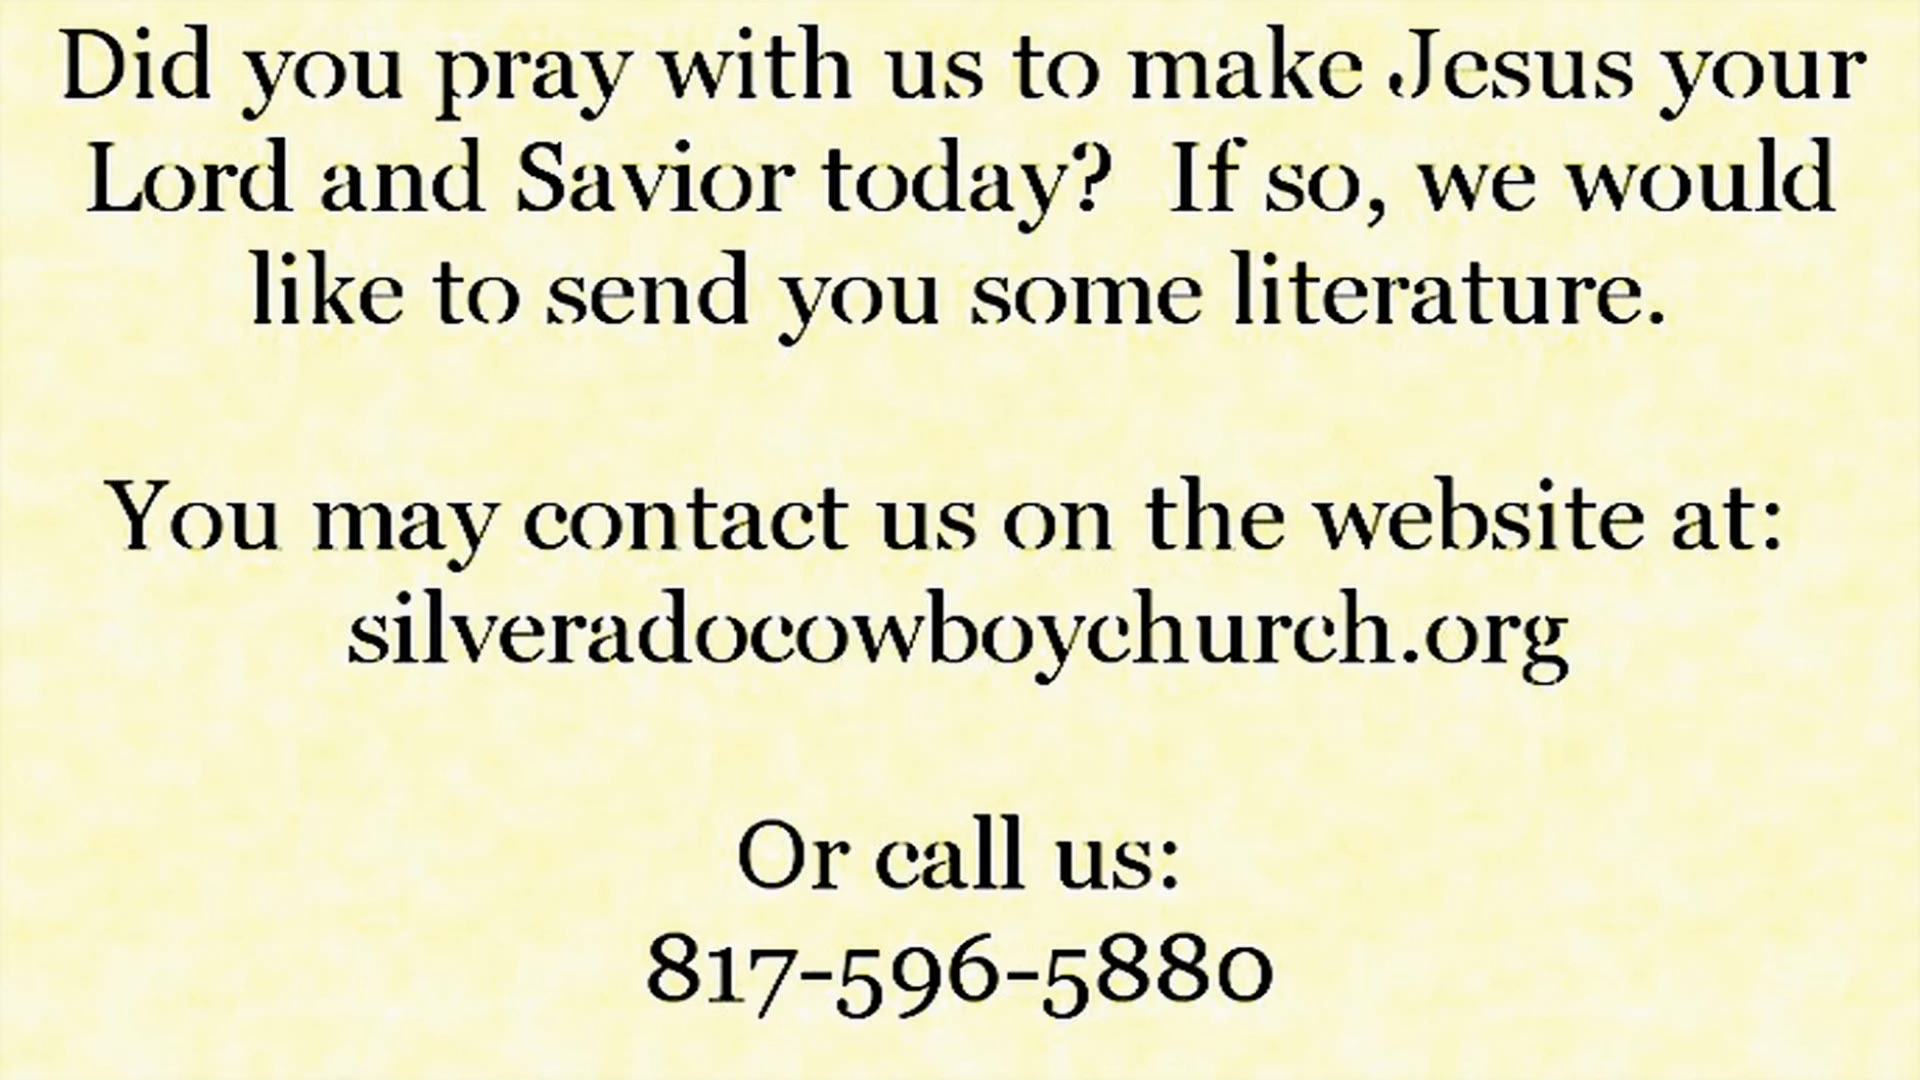 Did you pray with us to make Jesus your
Lord and Savior today?  If so, we would
like to send you some literature.
You may contact us on the website at:
silveradocowboychurch.org
Or call us:
817-596-5880